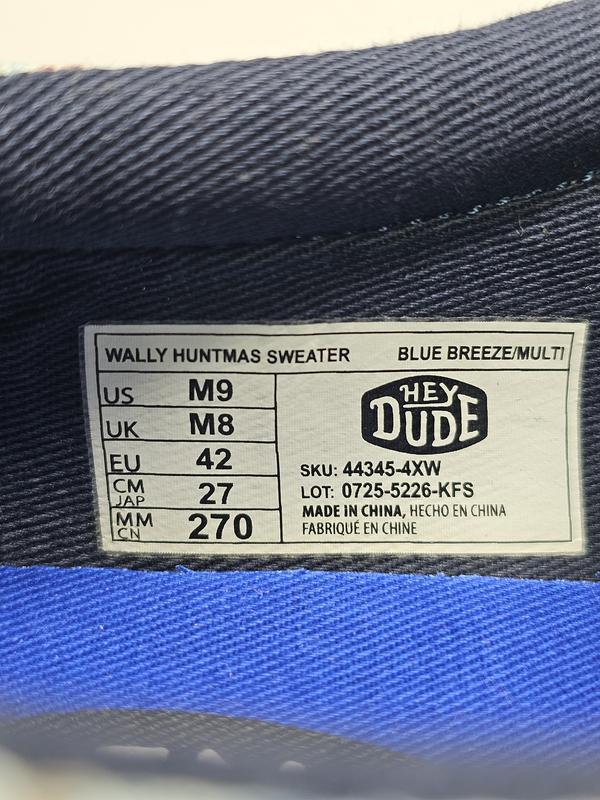 WALLY HUNTMAS SWEATER BLUE BREEZE/MULTI
US M9
UK M8
EU 42
CM JAP 27
MM CN 270
HEY DUDE
SKU: 44345-4XW
LOT: 0725-5226-KFS
MADE IN CHINA, HECHO EN CHINA
FABRIQUÉ EN CHINE